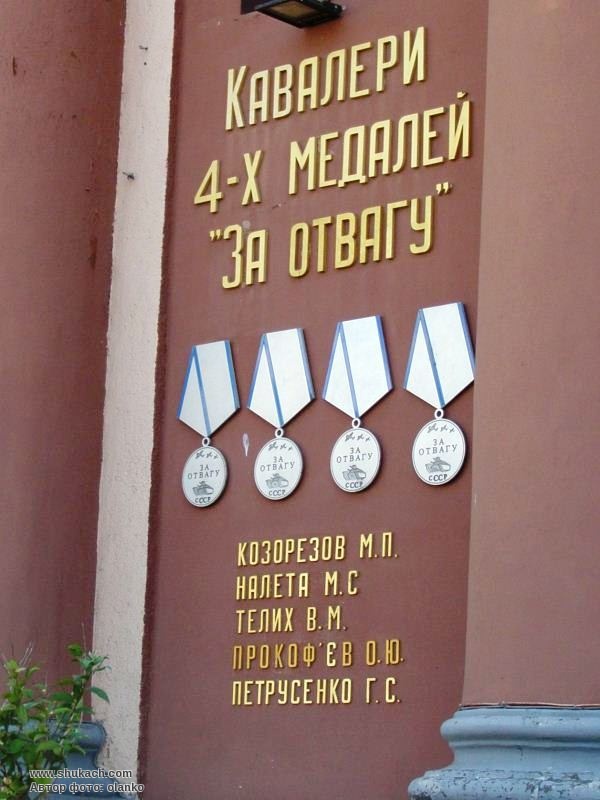 КАВАЛЕРИ
4-Х МЕДАЛЕЙ
"ЗА ОТВАГУ"
ЗА
ОТВАГУ
СССР
ЗА
ОТВАГУ
СССР
ЗА
ОТВАГУ
СССР
ЗА
ОТВАГУ
СССР
КОЗОРЕЗОВ М.П.
НАЛЕТА М.С
ТЕЛИХ В.М.
ПРОКОФ'ЄВ О.Ю.
ПЕТРУСЕНКО Г.С.
www.shukach.com
Автор фото: olanko